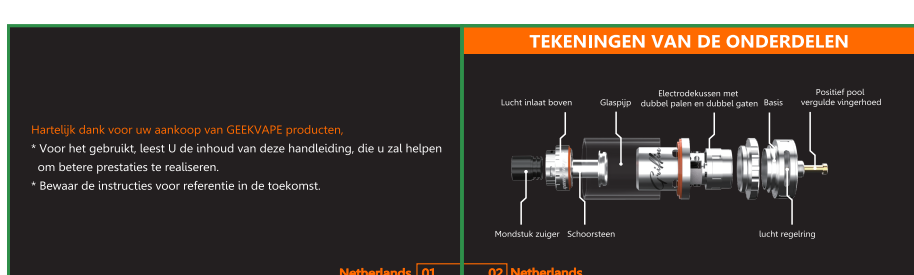 Hartelijk dank voor uw aankoop van GEEKVAPE producten,
* Voor het gebruikt, leest U de inhoud van deze handleiding, die u zal helpen
om betere prestaties te realiseren.
* Bewaar de instructies voor referentie in de toekomst.
Netherlands 01
TEKENINGEN VAN DE ONDERDELEN
Lucht inlaat boven
Glaspijp
Electrodekussen met
dubbel palen en dubbel gaten
Basis
Positief pool
vergulde vingerhoed
Mondstuk zuiger
Schoorsteen
lucht regelring
02 Netherlands